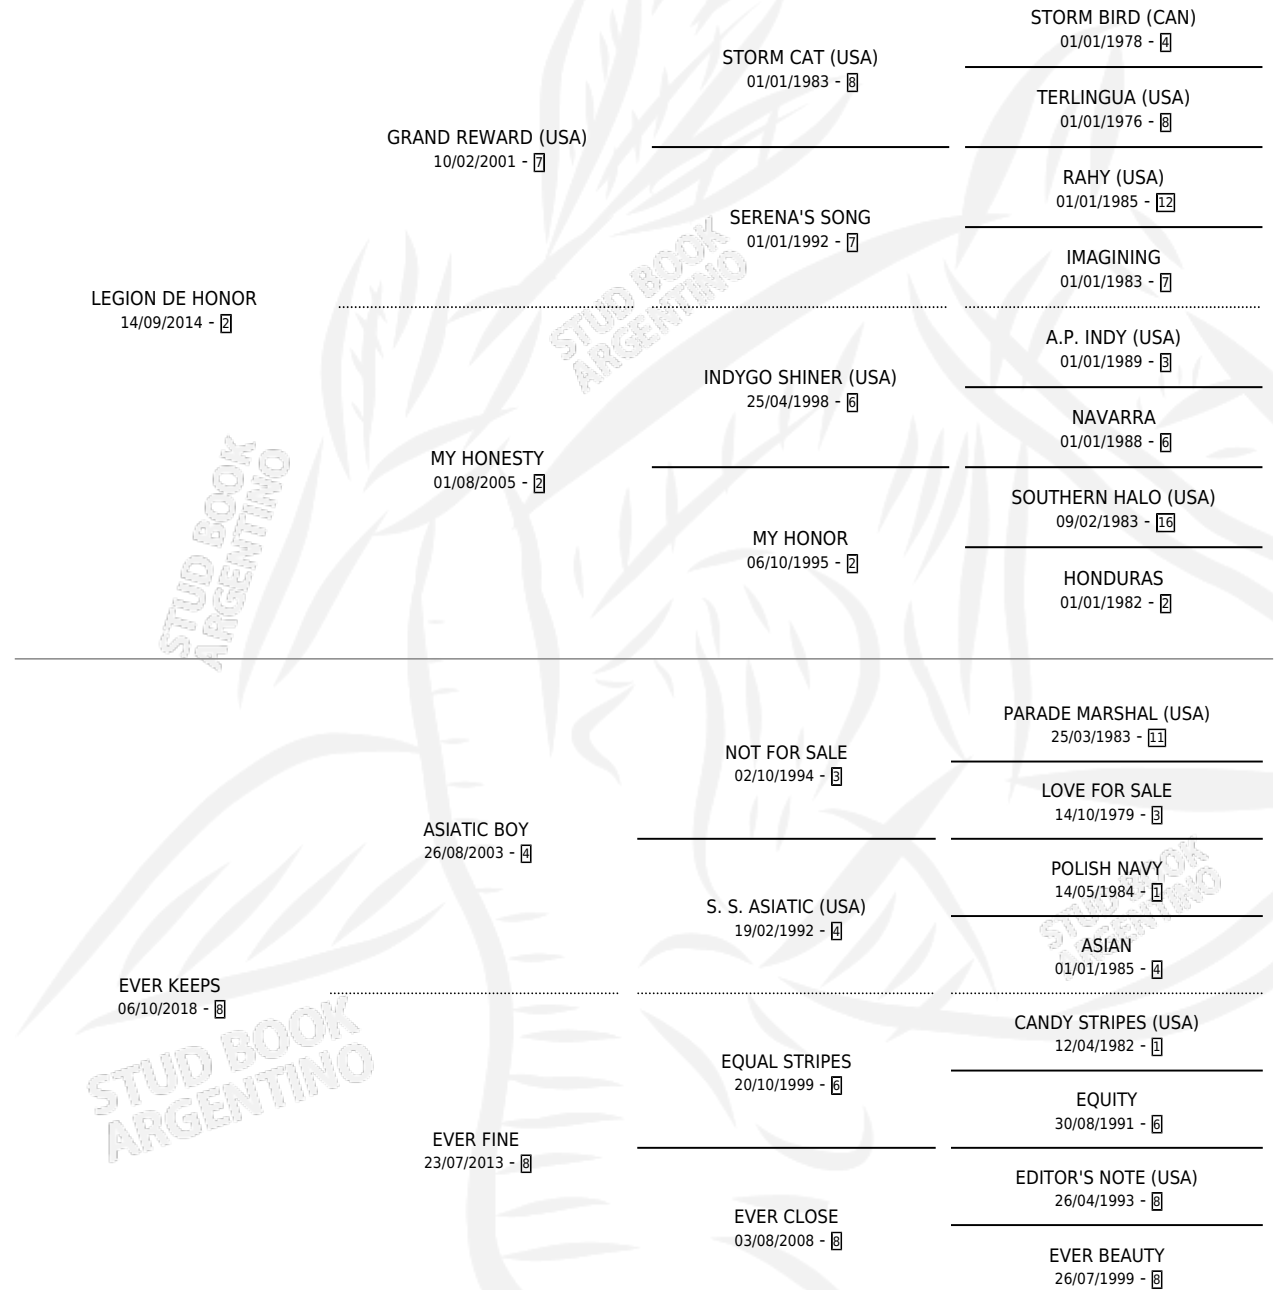 STORM BIRD (CAN)
01/01/1978 - 4
STORM CAT (USA)
01/01/1983 - 8
TERLINGUA (USA)
01/01/1976 - 8
GRAND REWARD (USA)
10/02/2001 - 7
RAHY (USA)
01/01/1985 - 12
SERENA'S SONG
01/01/1992 - 7
IMAGINING
01/01/1983 - 7
LEGION DE HONOR
14/09/2014 - 2
A.P. INDY (USA)
01/01/1989 - 3
INDYGO SHINER (USA)
25/04/1998 - 6
NAVARRA
01/01/1988 - 6
MY HONESTY
01/08/2005 - 2
SOUTHERN HALO (USA)
09/02/1983 - 16
MY HONOR
06/10/1995 - 2
HONDURAS
01/01/1982 - 2
PARADE MARSHAL (USA)
25/03/1983 - 11
NOT FOR SALE
02/10/1994 - 3
LOVE FOR SALE
14/10/1979 - 3
ASIATIC BOY
26/08/2003 - 4
POLISH NAVY
14/05/1984 - 1
S. S. ASIATIC (USA)
19/02/1992 - 4
ASIAN
01/01/1985 - 4
EVER KEEPS
06/10/2018 - 8
CANDY STRIPES (USA)
12/04/1982 - 1
EQUAL STRIPES
20/10/1999 - 6
EQUITY
30/08/1991 - 6
EVER FINE
23/07/2013 - 8
EDITOR'S NOTE (USA)
26/04/1993 - 8
EVER CLOSE
03/08/2008 - 8
EVER BEAUTY
26/07/1999 - 8
STUD BOOK
ARGENTINO
STUD BOOK
ARGENTINO
STUD BOOK
ARGENTINO
STUD BOOK
ARGENTINO